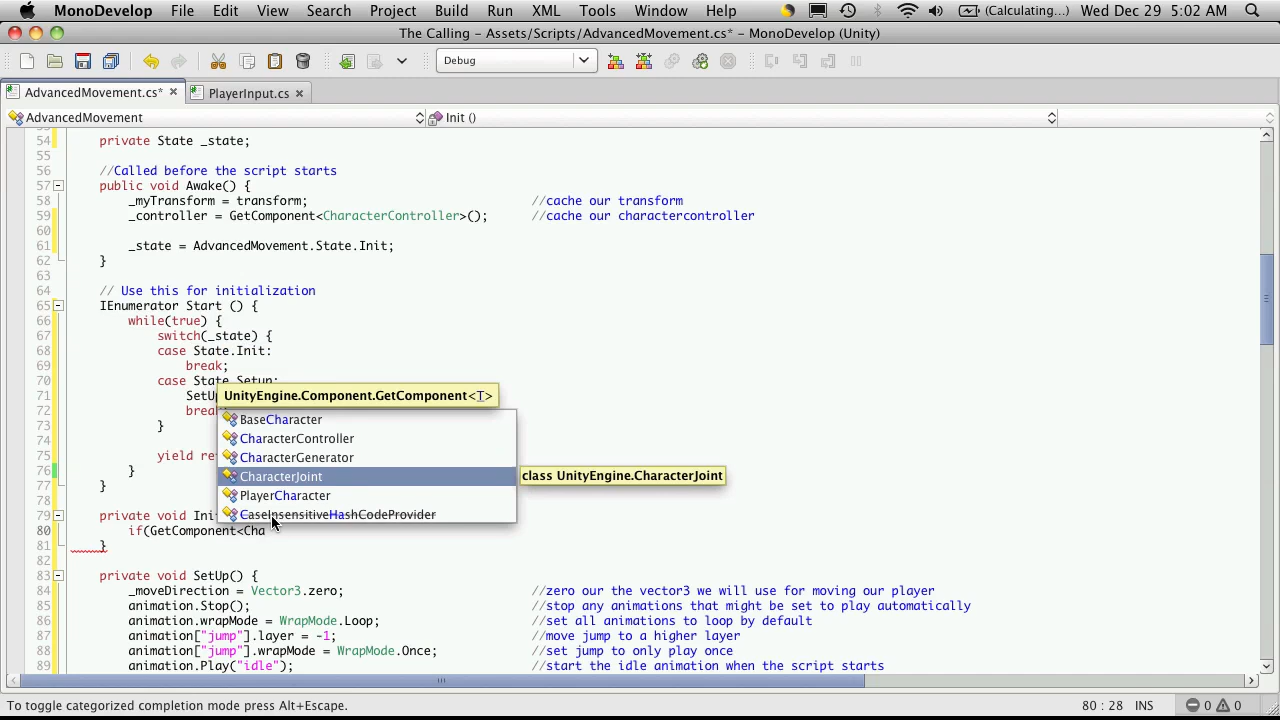 MonoDevelop File Edit View Search Project Build Run XML Tools Window Help (Calculating...) Wed Dec 29 5:02 AM
The Calling – Assets/Scripts/AdvancedMovement.cs* – MonoDevelop (Unity)
Debug
AdvancedMovement.cs* PlayerInput.cs
AdvancedMovement Init ()
54 private State _state;
55
56 //Called before the script starts
57 public void Awake() {
58 _myTransform = transform; //cache our transform
59 _controller = GetComponent<CharacterController>(); //cache our charactercontroller
60
61 _state = AdvancedMovement.State.Init;
62 }
63
64 // Use this for initialization
65 IEnumerator Start () {
66 while(true) {
67 switch(_state) {
68 case State.Init:
69 break;
70 case State.Setup:
71 SetU
72 break
73 }
74
75 yield re
76 }
77 }
78
79 private void Ini
80 if(GetComponent<Cha
81 }
82
83 private void SetUp() {
84 _moveDirection = Vector3.zero; //zero our the vector3 we will use for moving our player
85 animation.Stop(); //stop any animations that might be set to play automatically
86 animation.wrapMode = WrapMode.Loop; //set all animations to loop by default
87 animation["jump"].layer = -1; //move jump to a higher layer
88 animation["jump"].wrapMode = WrapMode.Once; //set jump to only play once
89 animation.Play("idle"); //start the idle animation when the script starts
UnityEngine.Component.GetComponent<T>
BaseCharacter
CharacterController
CharacterGenerator
CharacterJoint
class UnityEngine.CharacterJoint
PlayerCharacter
CaseInsensitiveHashCodeProvider
To toggle categorized completion mode press Alt+Escape. 80 : 28 INS 0 0